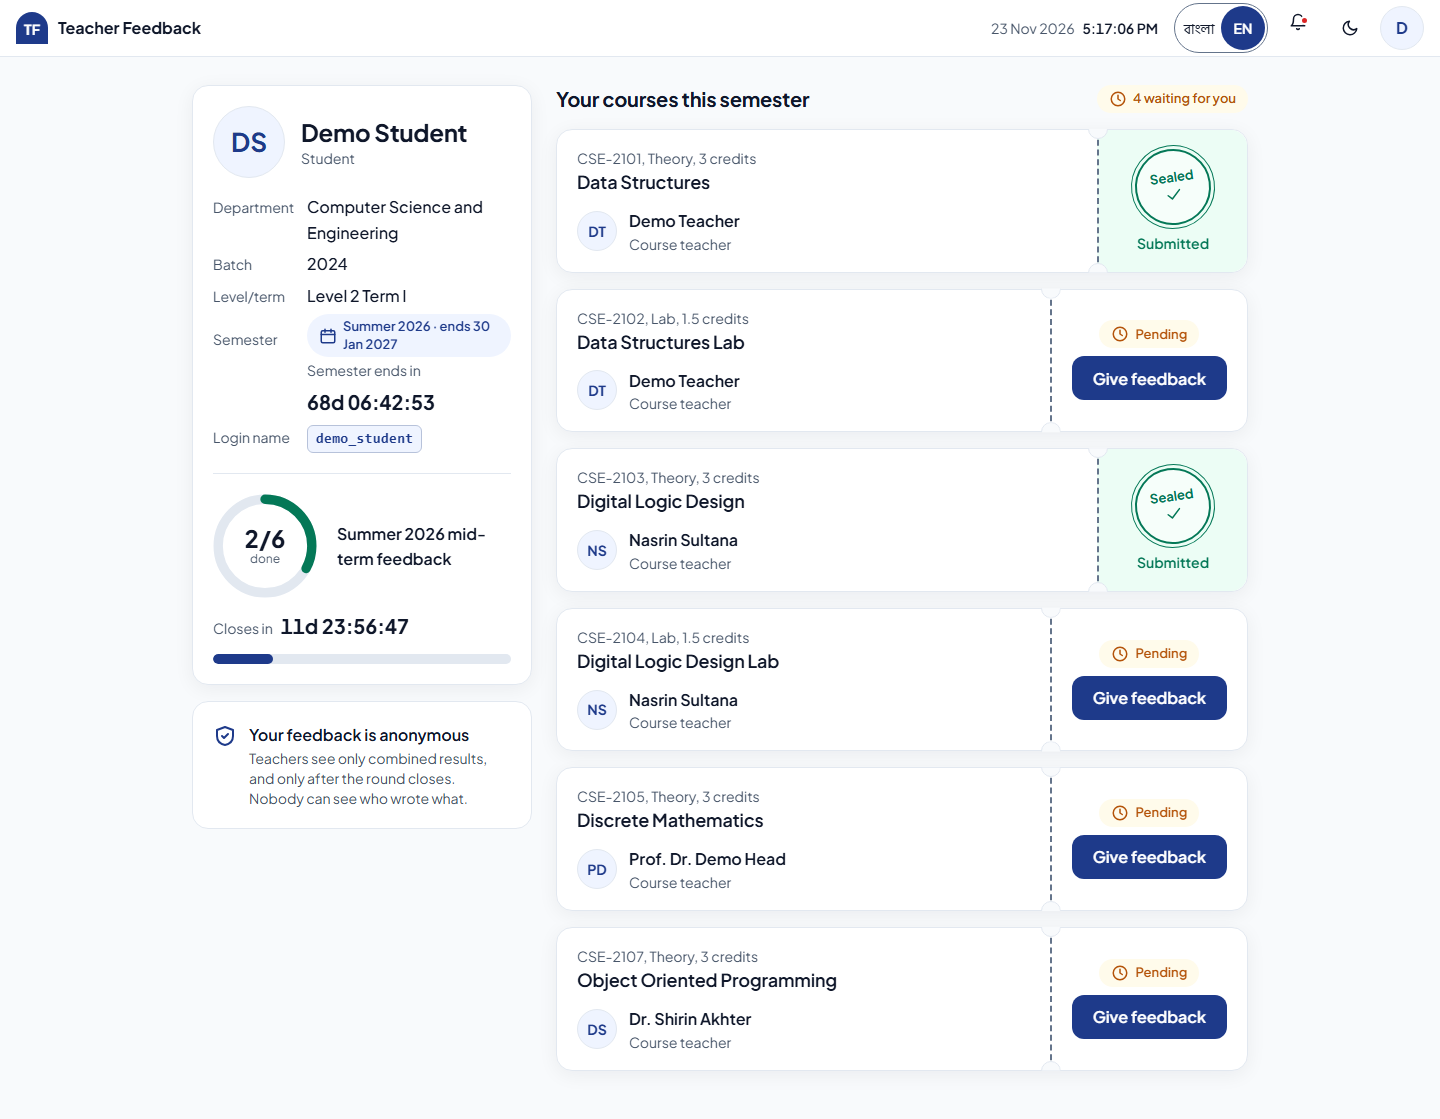 TF Teacher Feedback
23 Nov 2026 5:17:06 PM
বাংলা EN
D
DS
Demo Student
Student
Department Computer Science and
Engineering
Batch 2024
Level/term Level 2 Term I
Semester Summer 2026 · ends 30
Jan 2027
Semester ends in
68d 06:42:53
Login name demo_student
2/6
done
Summer 2026 mid-
term feedback
Closes in 11d 23:56:47
Your feedback is anonymous
Teachers see only combined results,
and only after the round closes.
Nobody can see who wrote what.
Your courses this semester
4 waiting for you
CSE-2101, Theory, 3 credits
Data Structures
DT
Demo Teacher
Course teacher
Sealed
Submitted
CSE-2102, Lab, 1.5 credits
Data Structures Lab
DT
Demo Teacher
Course teacher
Pending
Give feedback
CSE-2103, Theory, 3 credits
Digital Logic Design
NS
Nasrin Sultana
Course teacher
Sealed
Submitted
CSE-2104, Lab, 1.5 credits
Digital Logic Design Lab
NS
Nasrin Sultana
Course teacher
Pending
Give feedback
CSE-2105, Theory, 3 credits
Discrete Mathematics
PD
Prof. Dr. Demo Head
Course teacher
Pending
Give feedback
CSE-2107, Theory, 3 credits
Object Oriented Programming
DS
Dr. Shirin Akhter
Course teacher
Pending
Give feedback